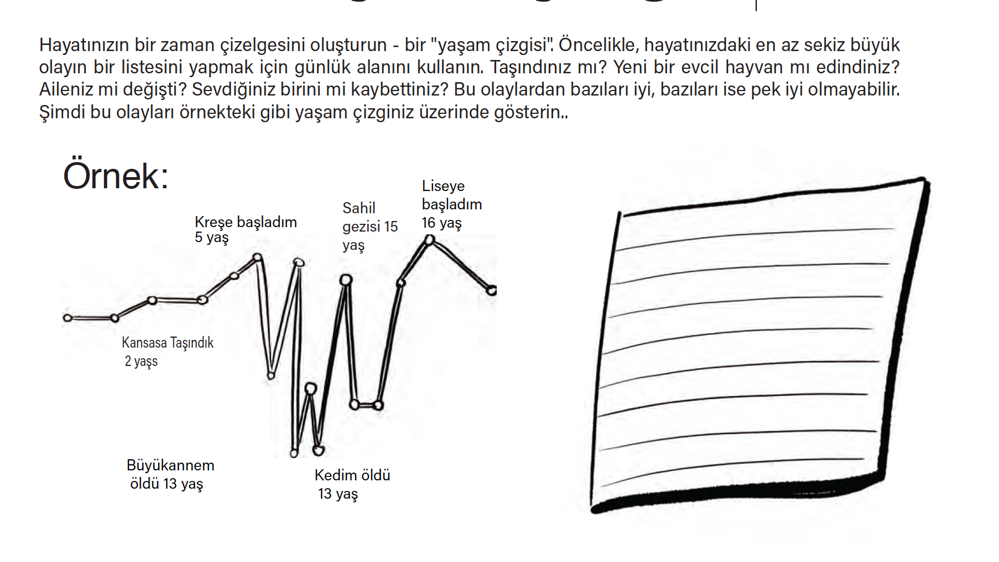 Hayatınızın bir zaman çizelgesini oluşturun - bir "yaşam çizgisi". Öncelikle, hayatınızdaki en az sekiz büyük
olayın bir listesini yapmak için günlük alanını kullanın. Taşındınız mı? Yeni bir evcil hayvan mı edindiniz?
Aileniz mi değişti? Sevdiğiniz birini mi kaybettiniz? Bu olaylardan bazıları iyi, bazıları ise pek iyi olmayabilir.
Şimdi bu olayları örnekteki gibi yaşam çizginiz üzerinde gösterin..
Örnek:
Kreşe başladım
5 yaş
Sahil
gezisi 15
yaş
Liseye
başladım
16 yaş
Kansasa Taşındık
2 yaşs
Büyükannem
öldü 13 yaş
Kedim öldü
13 yaş